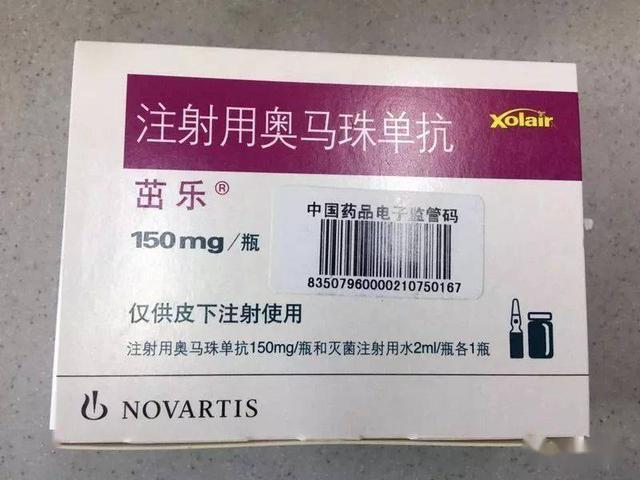 注射用奥马珠单抗
Xolair
茁乐®
150mg/瓶
中国药品电子监管码
83507960000210750167
仅供皮下注射使用
注射用奥马珠单抗150mg/瓶和灭菌注射用水2ml/瓶各1瓶
NOVARTIS